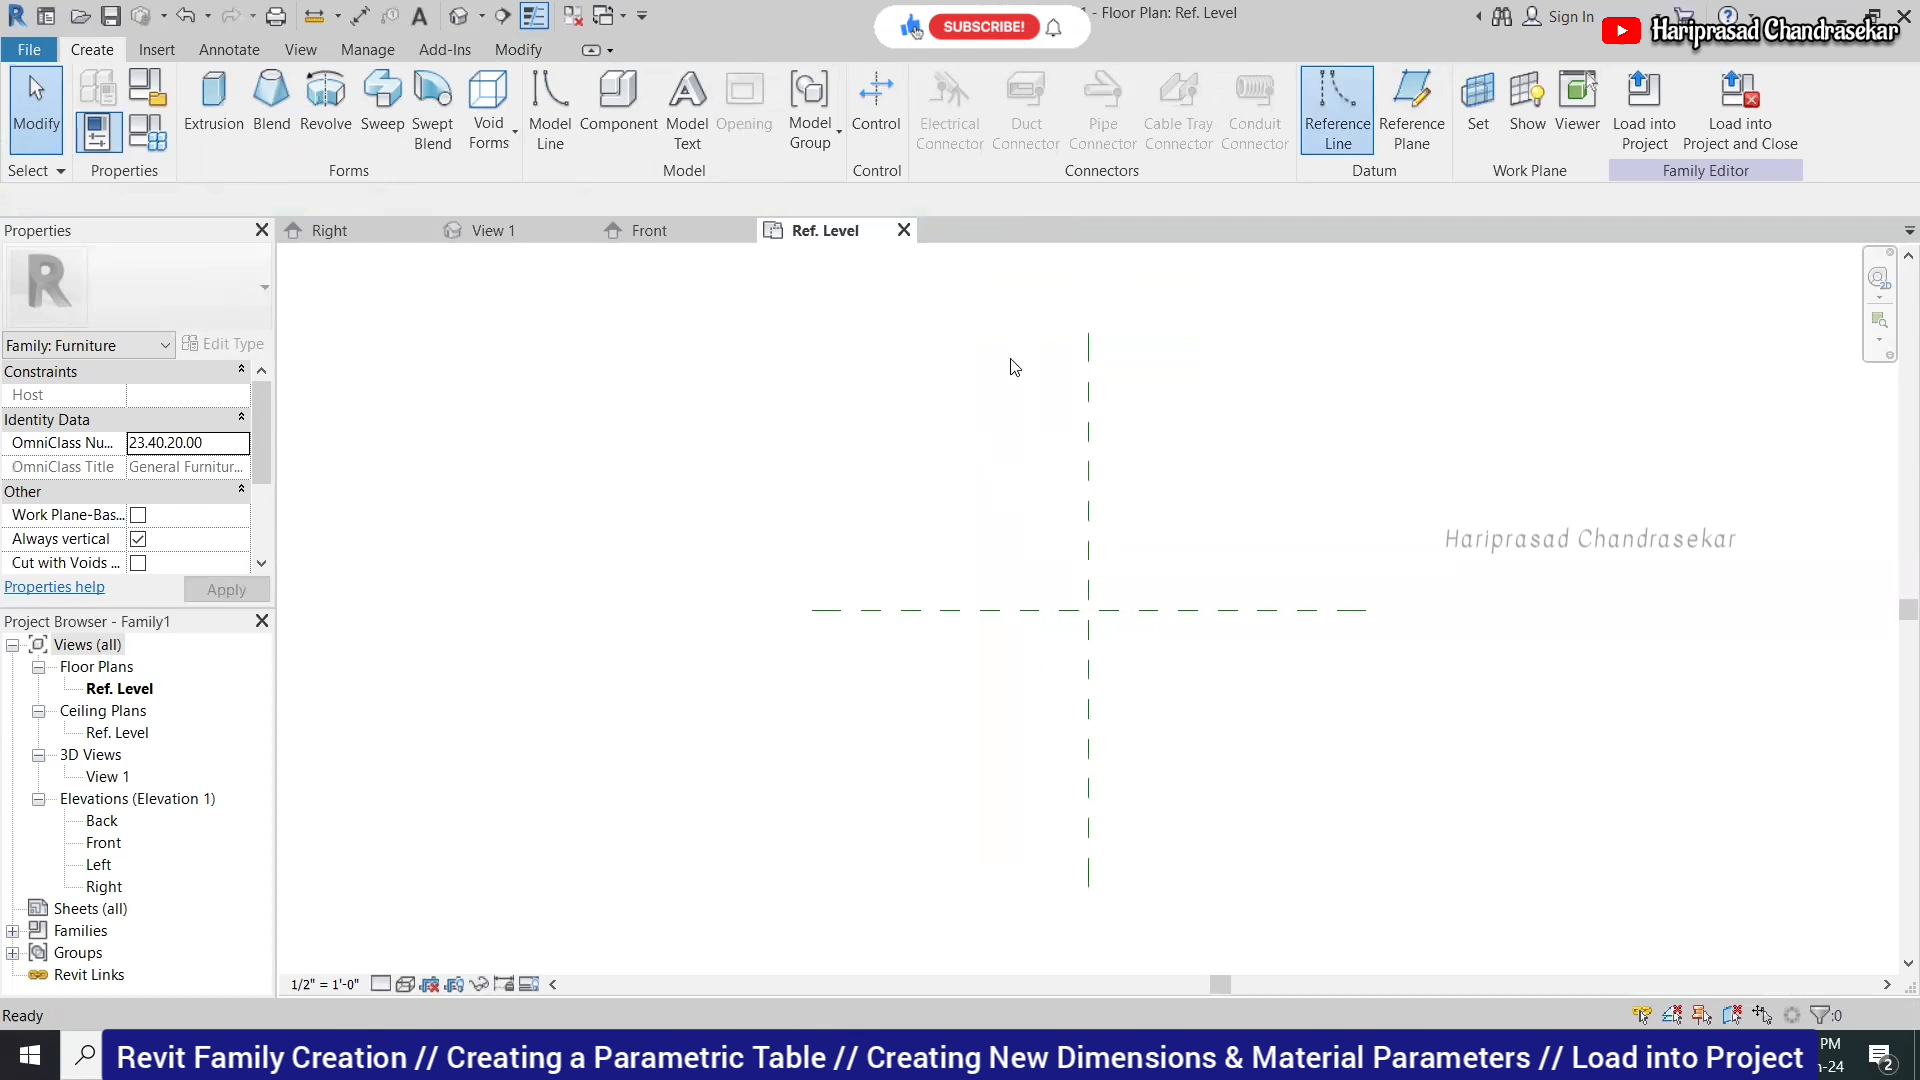 SUBSCRIBE!
- Floor Plan: Ref. Level
Sign In
Hariprasad Chandrasekar
File
Create
Insert
Annotate
View
Manage
Add-Ins
Modify
Modify
Extrusion
Blend
Revolve
Sweep
Swept
Blend
Void
Forms
Model
Line
Component
Model
Text
Opening
Model
Group
Control
Electrical
Connector
Duct
Connector
Pipe
Connector
Cable Tray
Connector
Conduit
Connector
Reference
Line
Reference
Plane
Set
Show
Viewer
Load into
Project
Load into
Project and Close
Select
Properties
Forms
Model
Control
Connectors
Datum
Work Plane
Family Editor
Properties
Right
View 1
Front
Ref. Level
Family: Furniture
Edit Type
Constraints
Host
Identity Data
OmniClass Nu... 23.40.20.00
OmniClass Title General Furnitur...
Other
Work Plane-Bas...
Always vertical
Cut with Voids ...
Properties help
Apply
Hariprasad Chandrasekar
Project Browser - Family1
Views (all)
Floor Plans
Ref. Level
Ceiling Plans
Ref. Level
3D Views
View 1
Elevations (Elevation 1)
Back
Front
Left
Right
Sheets (all)
Families
Groups
Revit Links
1/2" = 1'-0"
Ready
:0
Revit Family Creation // Creating a Parametric Table // Creating New Dimensions & Material Parameters // Load into Project
PM
-24
2